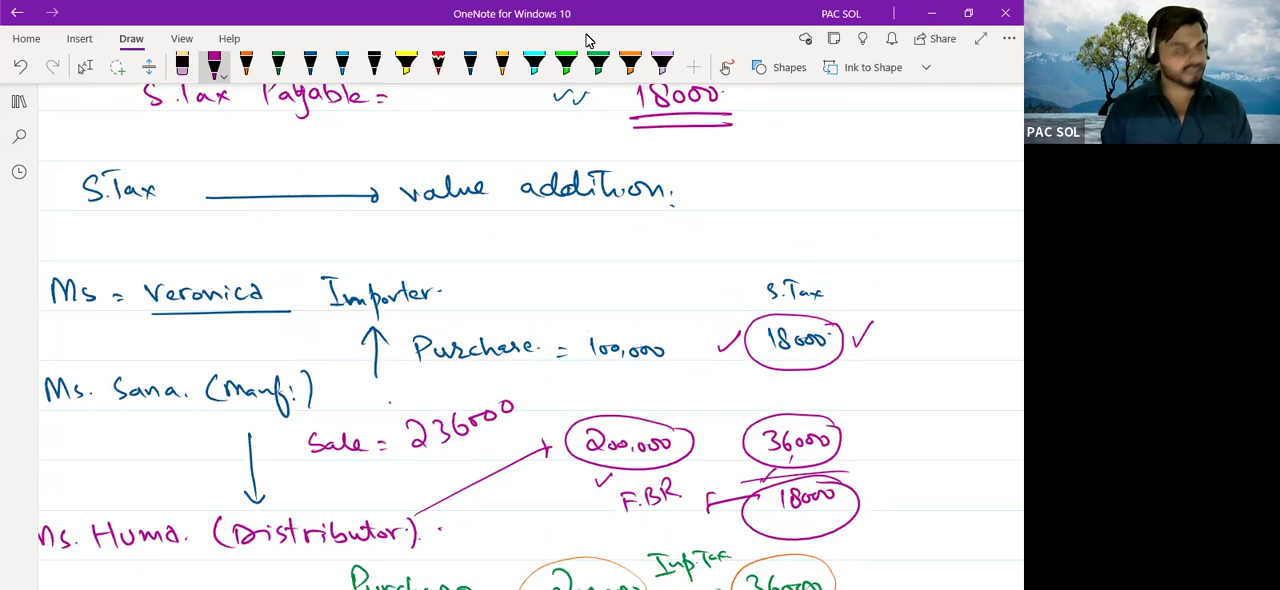 OneNote for Windows 10
PAC SOL
Home Insert Draw View Help
Share
Shapes
Ink to Shape
PAC SOL
S.Tax Payable = 18000
S.Tax → value addition.
Ms = Veronica Importer.
S.Tax
Purchase = 100,000 18000
Ms. Sana. (Manf:)
Sale = 236000 200,000 36000
F.BR 18000
Ms. Huma. (Distributor).
Inp.Tax
Purchase 36000